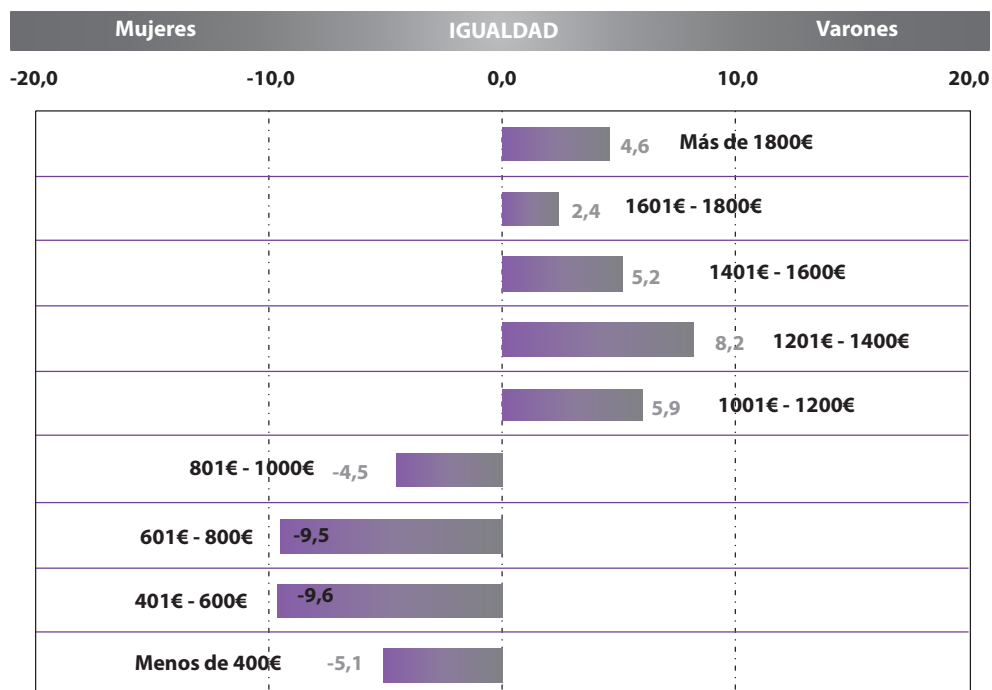 Mujeres IGUALDAD Varones
-20,0 -10,0 0,0 10,0 20,0
4,6 Más de 1800€
2,4 1601€ - 1800€
5,2 1401€ - 1600€
8,2 1201€ - 1400€
5,9 1001€ - 1200€
801€ - 1000€ -4,5
601€ - 800€ -9,5
401€ - 600€ -9,6
Menos de 400€ -5,1